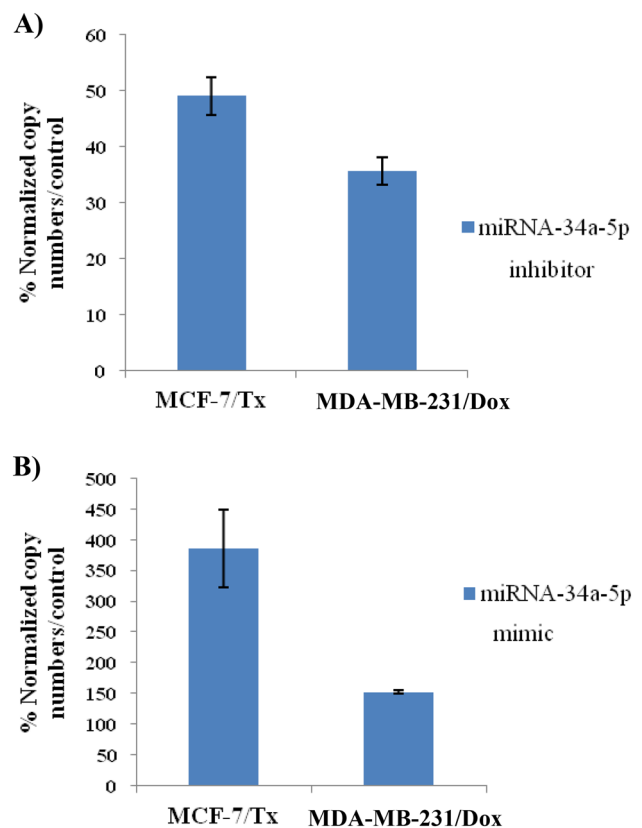 A)
% Normalized copy
numbers/control
60
50
40
30
20
10
0
MCF-7/Tx
MDA-MB-231/Dox
miRNA-34a-5p
inhibitor
B)
% Normalized copy
numbers/control
500
450
400
350
300
250
200
150
100
50
0
MCF-7/Tx
MDA-MB-231/Dox
miRNA-34a-5p
mimic